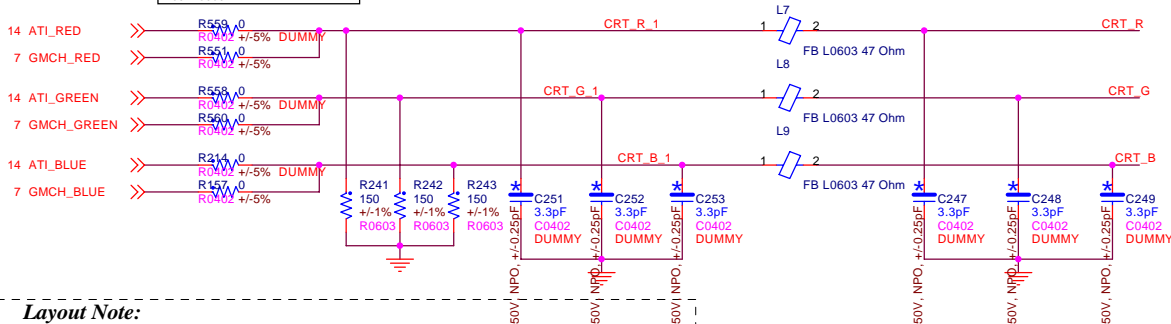 14 ATI_RED
R559 0
R0402 +/-5% DUMMY
7 GMCH_RED
R551 0
R0402 +/-5%
CRT_R_1
L7
1 2
FB L0603 47 Ohm
CRT_R
14 ATI_GREEN
R558 0
R0402 +/-5% DUMMY
7 GMCH_GREEN
R560 0
R0402 +/-5%
CRT_G_1
L8
1 2
FB L0603 47 Ohm
CRT_G
14 ATI_BLUE
R214 0
R0402 +/-5% DUMMY
7 GMCH_BLUE
R157 0
R0402 +/-5%
CRT_B_1
L9
1 2
FB L0603 47 Ohm
CRT_B
R241
150
+/-1%
R0603
R242
150
+/-1%
R0603
R243
150
+/-1%
R0603
*
C251
3.3pF
C0402
DUMMY
50V, NPO, +/-0.25pF
*
C252
3.3pF
C0402
DUMMY
50V, NPO, +/-0.25pF
*
C253
3.3pF
C0402
DUMMY
50V, NPO, +/-0.25pF
*
C247
3.3pF
C0402
DUMMY
50V, NPO, +/-0.25pF
*
C248
3.3pF
C0402
DUMMY
50V, NPO, +/-0.25pF
*
C249
3.3pF
C0402
DUMMY
50V, NPO, +/-0.25pF
Layout Note: